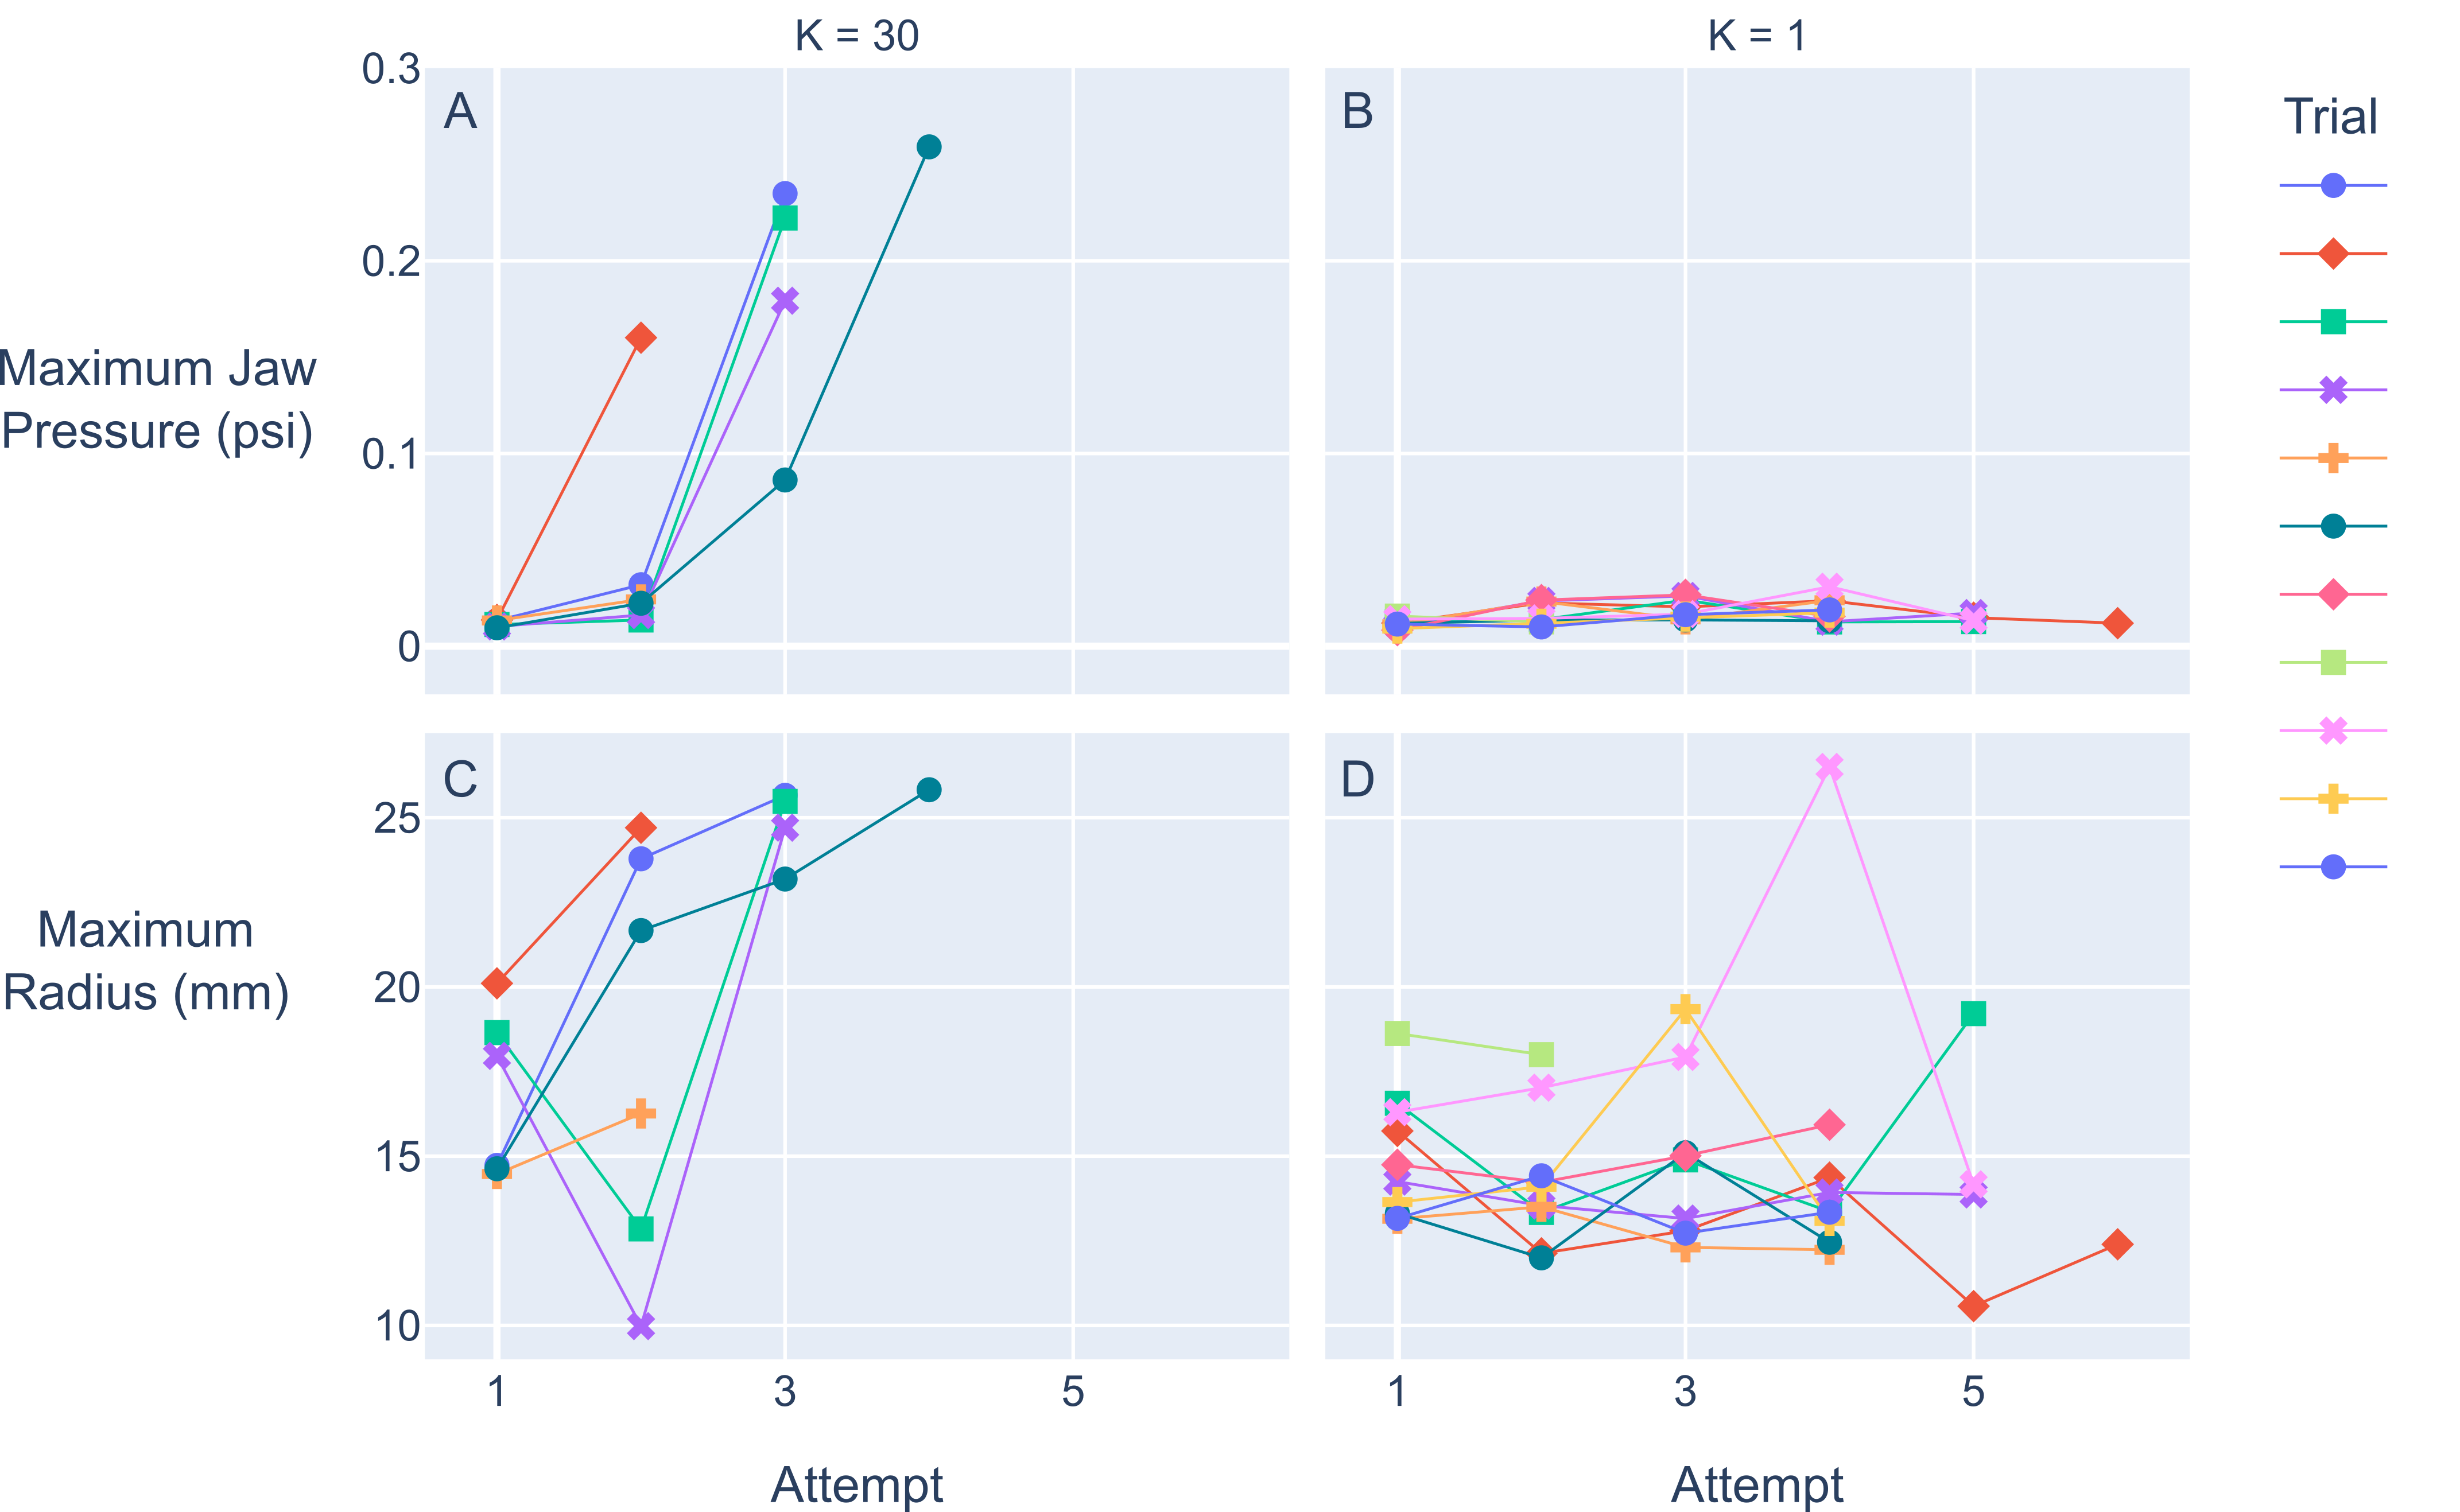 K = 30
K = 1
A
B
Trial
0.3
0.2
0.1
0
Maximum Jaw
Pressure (psi)
C
D
25
20
15
10
Maximum
Radius (mm)
1
3
5
1
3
5
Attempt
Attempt